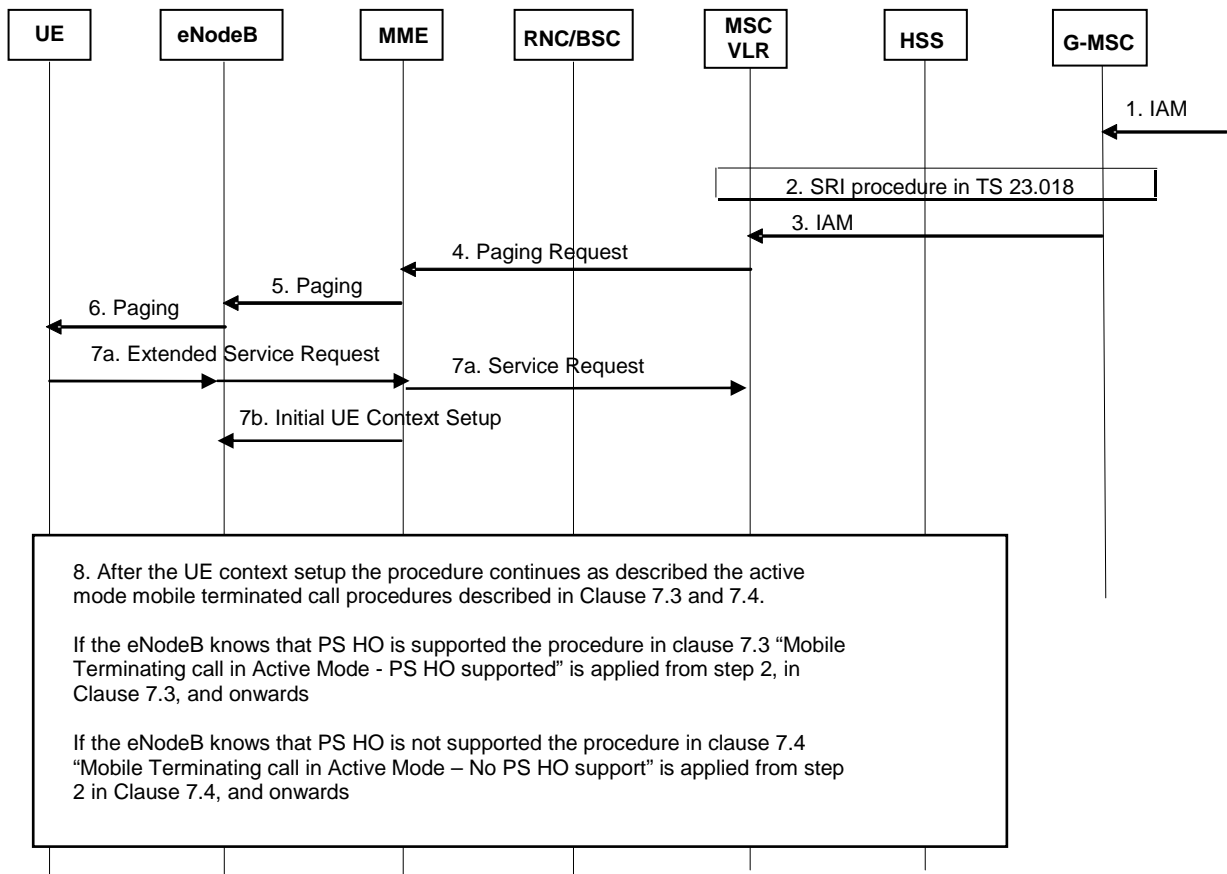 UE
eNodeB
MME
RNC/BSC
MSC
VLR
HSS
G-MSC
1. IAM
2. SRI procedure in TS 23.018
3. IAM
4. Paging Request
5. Paging
6. Paging
7a. Extended Service Request
7a. Service Request
7b. Initial UE Context Setup
8. After the UE context setup the procedure continues as described the active
mode mobile terminated call procedures described in Clause 7.3 and 7.4.
If the eNodeB knows that PS HO is supported the procedure in clause 7.3 “Mobile
Terminating call in Active Mode - PS HO supported” is applied from step 2, in
Clause 7.3, and onwards
If the eNodeB knows that PS HO is not supported the procedure in clause 7.4
“Mobile Terminating call in Active Mode – No PS HO support” is applied from step
2 in Clause 7.4, and onwards